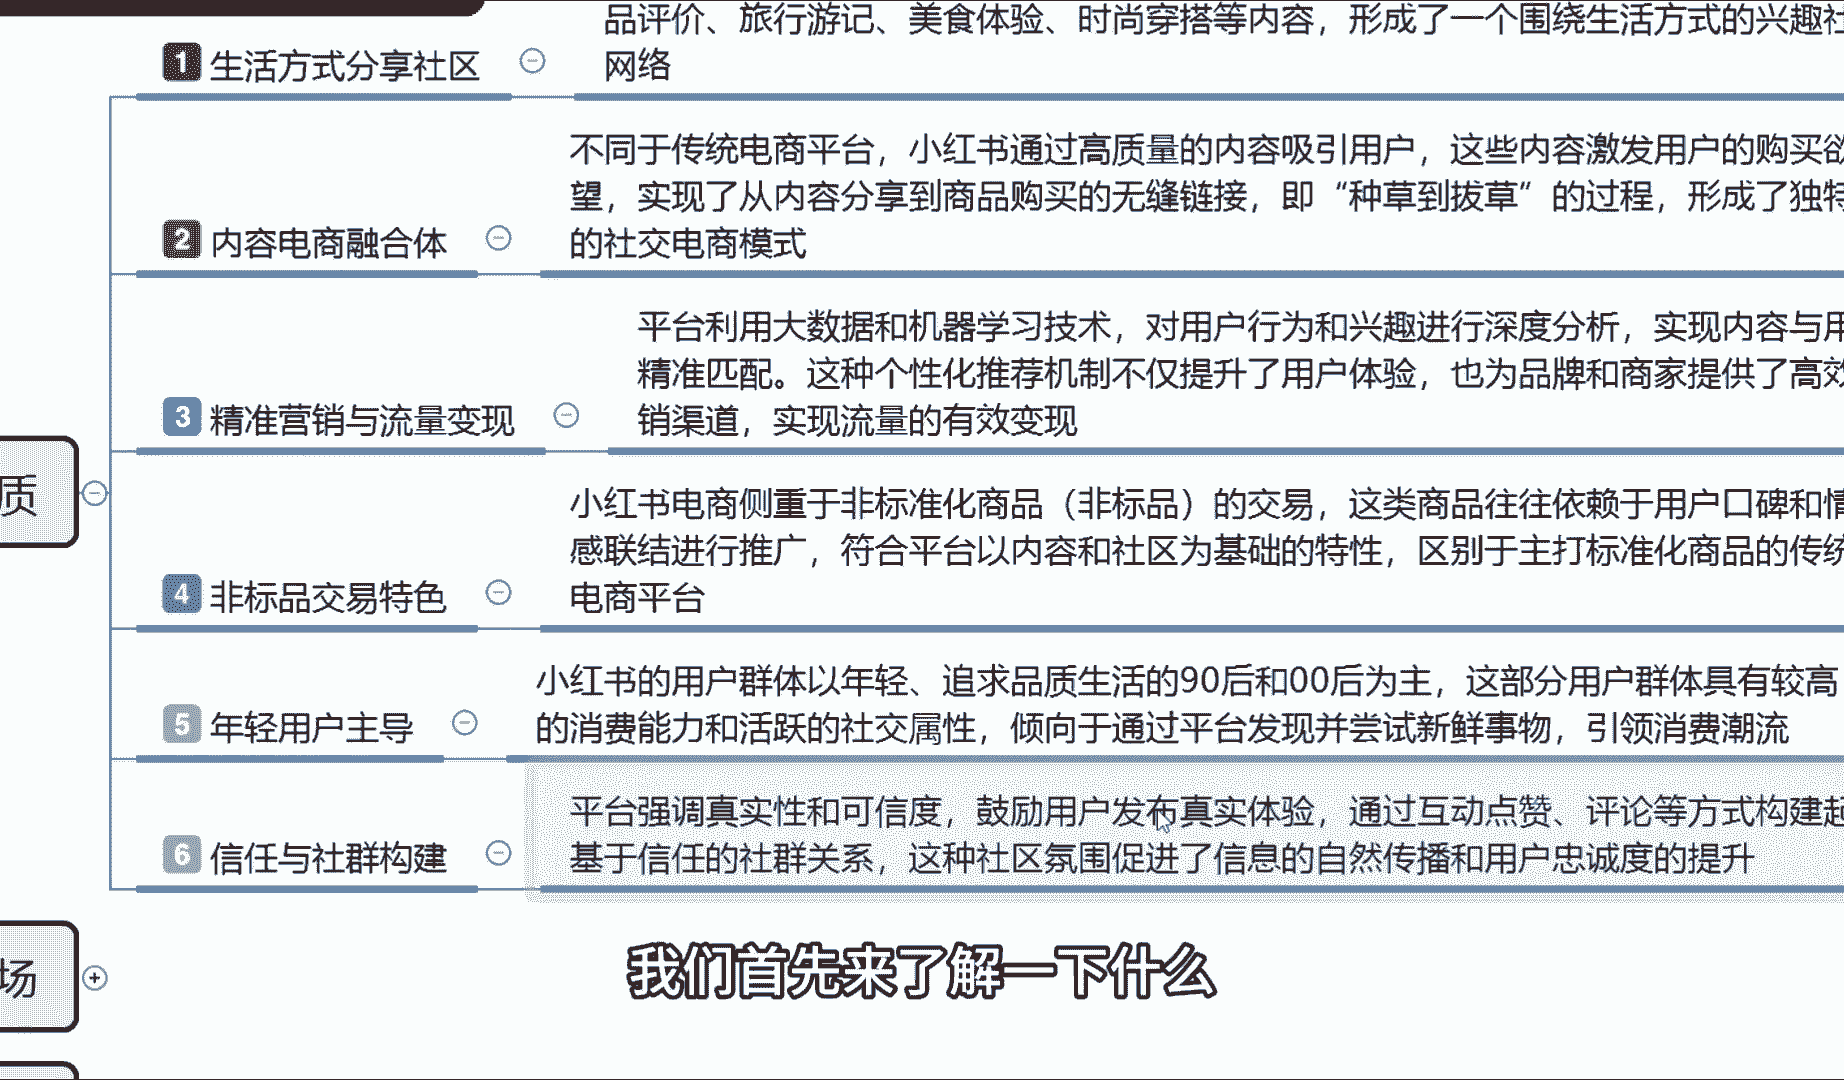 品评价、旅行游记、美食体验、时尚穿搭等内容，形成了一个围绕生活方式的兴趣社
1 生活方式分享社区
网络
不同于传统电商平台，小红书通过高质量的内容吸引用户，这些内容激发用户的购买欲
望，实现了从内容分享到商品购买的无缝链接，即“种草到拔草”的过程，形成了独特
2 内容电商融合体
的社交电商模式
平台利用大数据和机器学习技术，对用户行为和兴趣进行深度分析，实现内容与用
精准匹配。这种个性化推荐机制不仅提升了用户体验，也为品牌和商家提供了高效
3 精准营销与流量变现
销渠道，实现流量的有效变现
质
小红书电商侧重于非标准化商品（非标品）的交易，这类商品往往依赖于用户口碑和情
感联结进行推广，符合平台以内容和社区为基础的特性，区别于主打标准化商品的传统
4 非标品交易特色
电商平台
小红书的用户群体以年轻、追求品质生活的90后和00后为主，这部分用户群体具有较高
5 年轻用户主导
的消费能力和活跃的社交属性，倾向于通过平台发现并尝试新鲜事物，引领消费潮流
平台强调真实性和可信度，鼓励用户发布真实体验，通过互动点赞、评论等方式构建起
6 信任与社群构建
基于信任的社群关系，这种社区氛围促进了信息的自然传播和用户忠诚度的提升
场
我们首先来了解一下什么